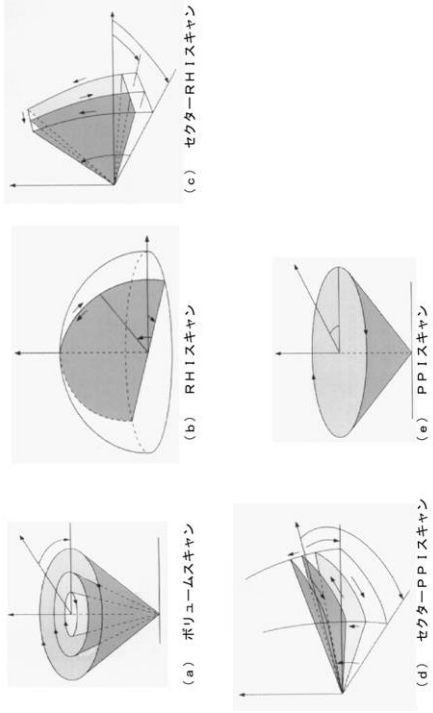 (a) ボリュームスキャン
(b) RHIスキャン
(c) セクターRHIスキャン
(d) セクターPPIスキャン
(e) PPIスキャン